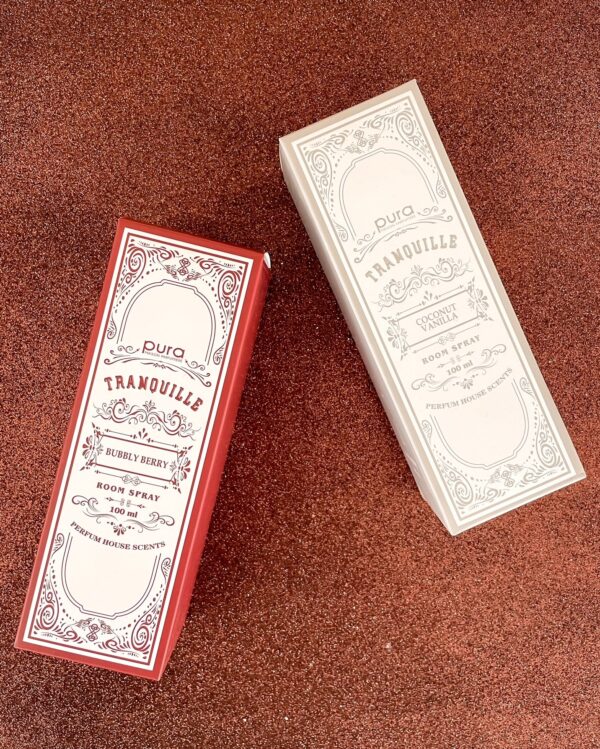 pura
TRANQUILLE
BUBBLY BERRY
ROOM SPRAY
100 ml
PERFUM HOUSE SCENTS
pura
TRANQUILLE
COCONUT
VANILLA
ROOM SPRAY
100 ml
PERFUM HOUSE SCENTS